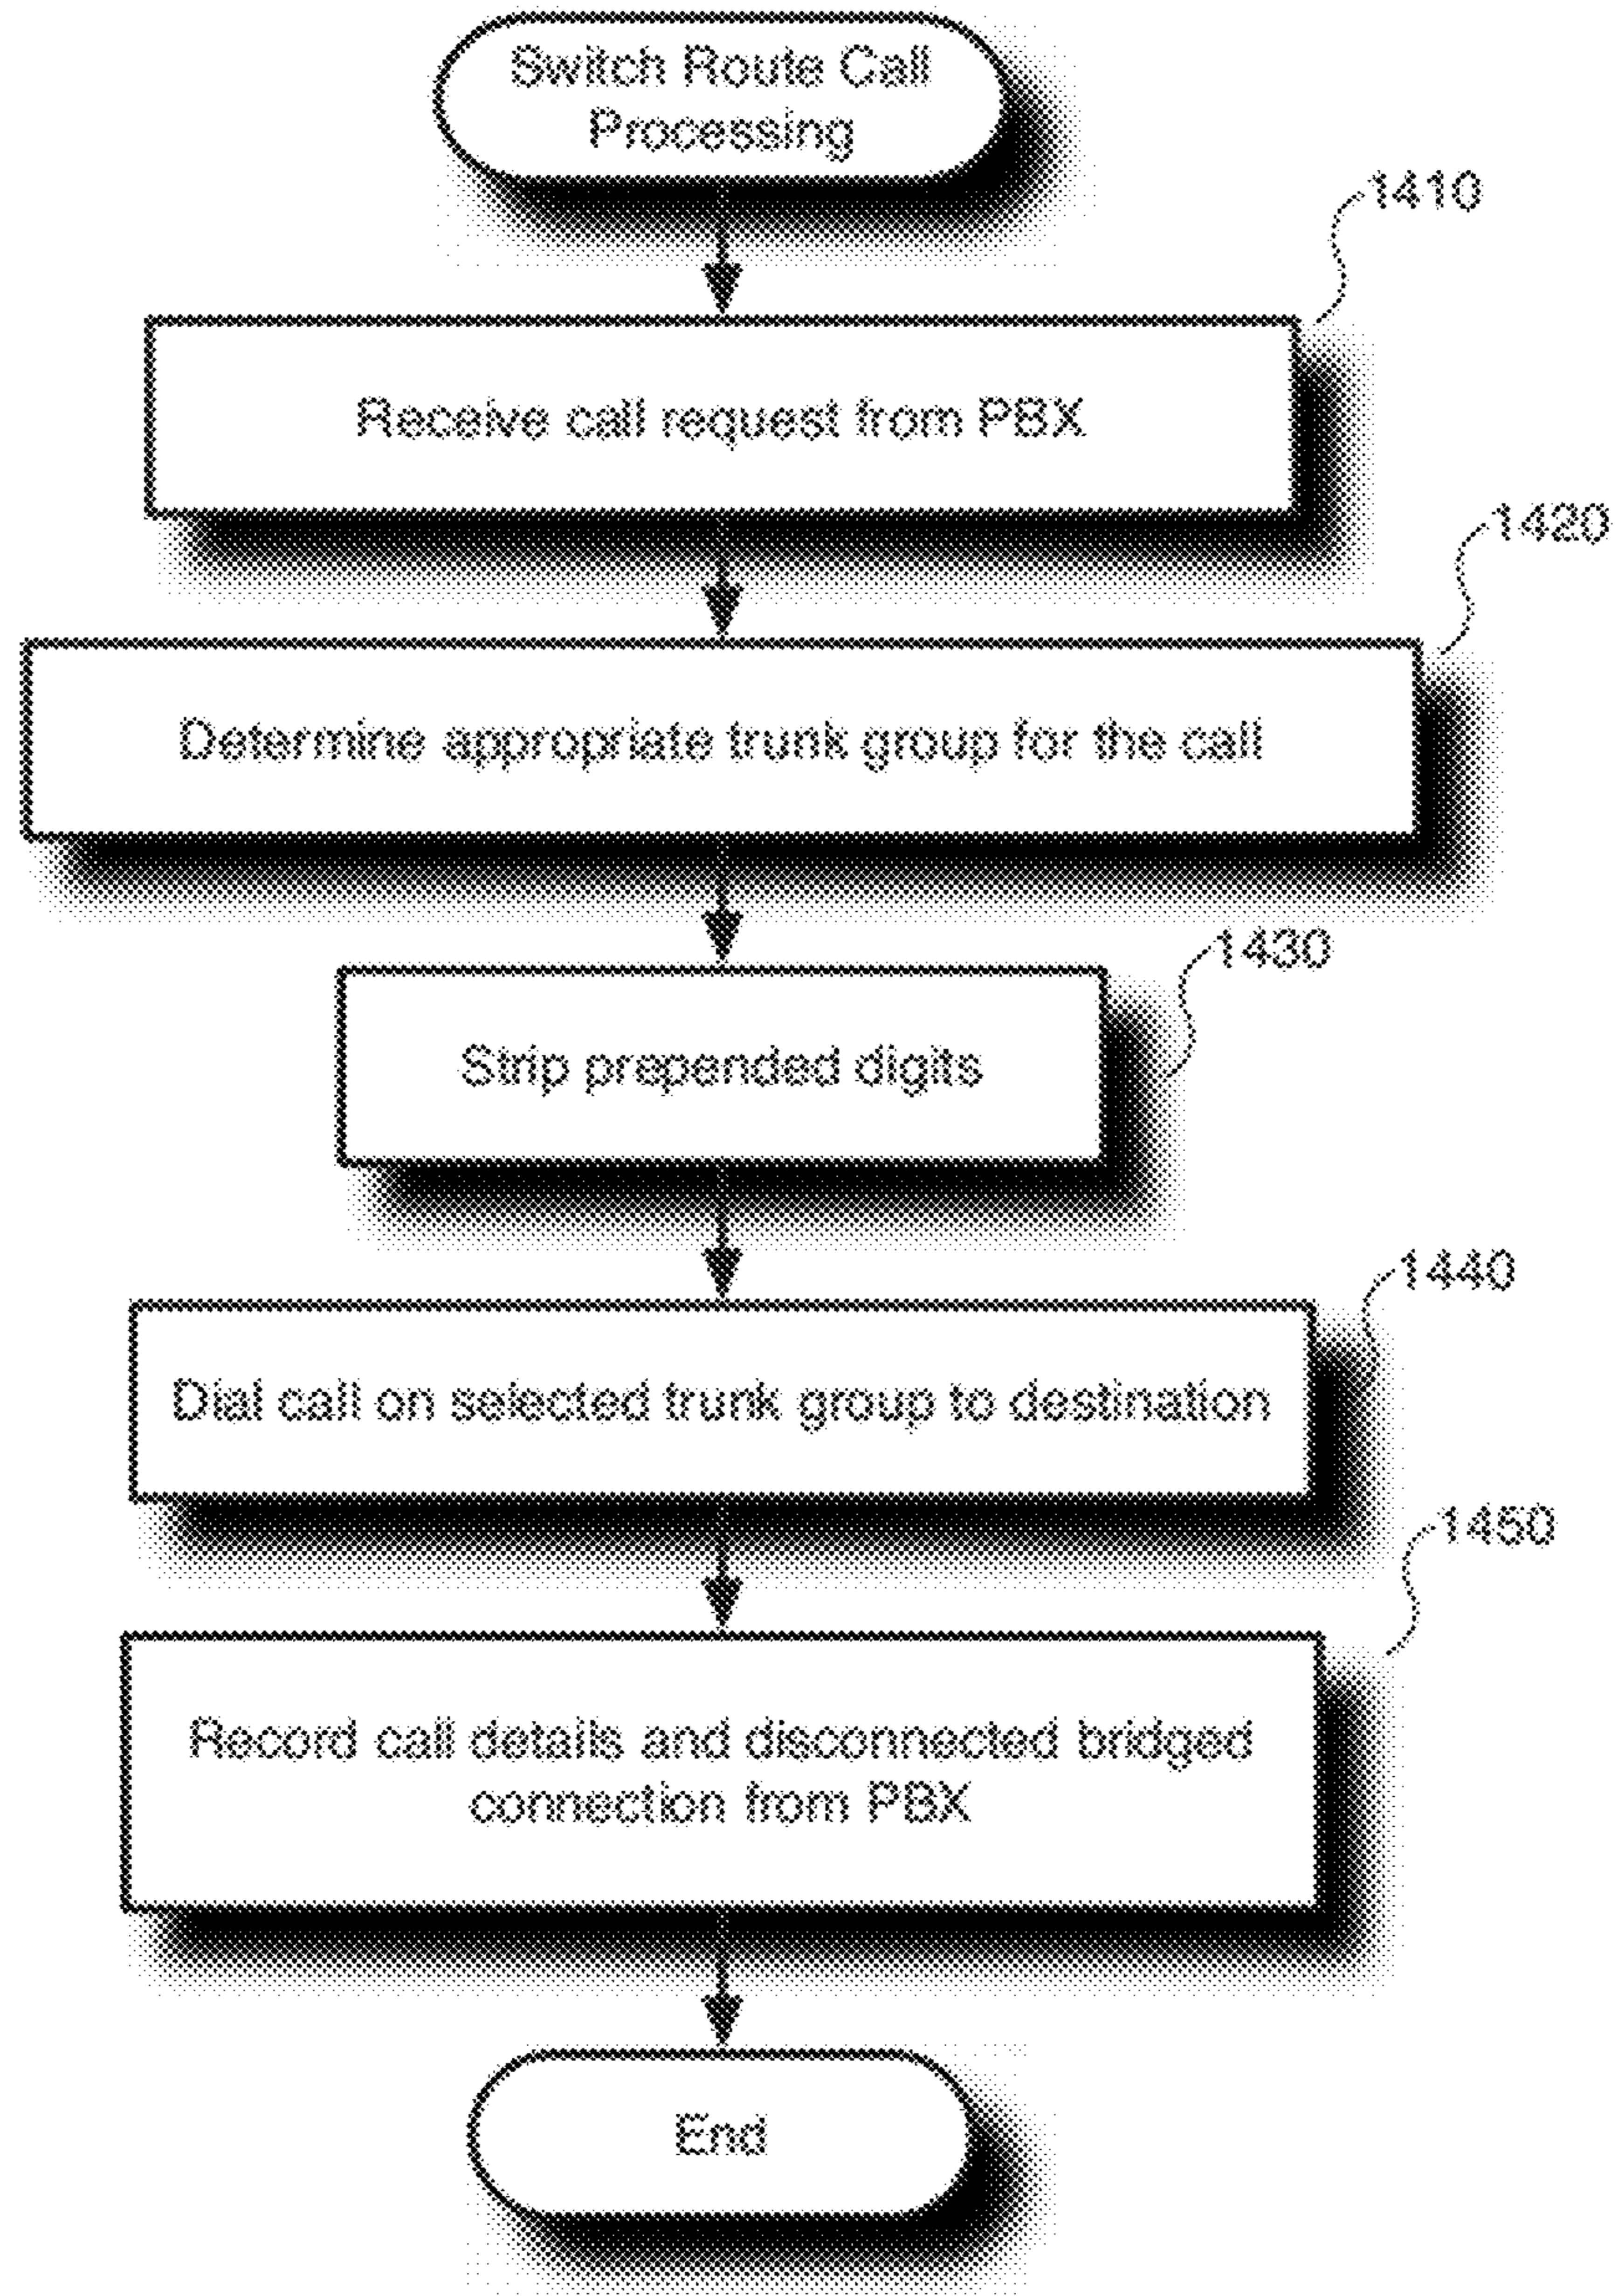 Switch Route Call
Processing
1410
Receive call request from PBX
1420
Determine appropriate trunk group for the call
1430
Strip prepended digits
1440
Dial call on selected trunk group to destination
1450
Record call details and disconnected bridged
connection from PBX
End